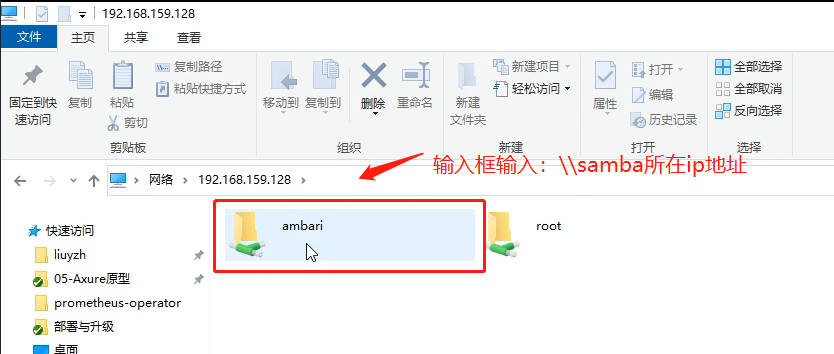 192.168.159.128
文件 主页 共享 查看
固定到快速访问
复制
粘贴
复制路径
粘贴快捷方式
剪切
剪贴板
移动到
复制到
删除
重命名
组织
新建文件夹
新建项目
轻松访问
新建
属性
打开
编辑
历史记录
打开
全部选择
全部取消
反向选择
选择
输入框输入：\\samba所在ip地址
网络 192.168.159.128
快速访问
liuyzh
05-Axure原型
prometheus-operator
部署与升级
桌面
ambari
root